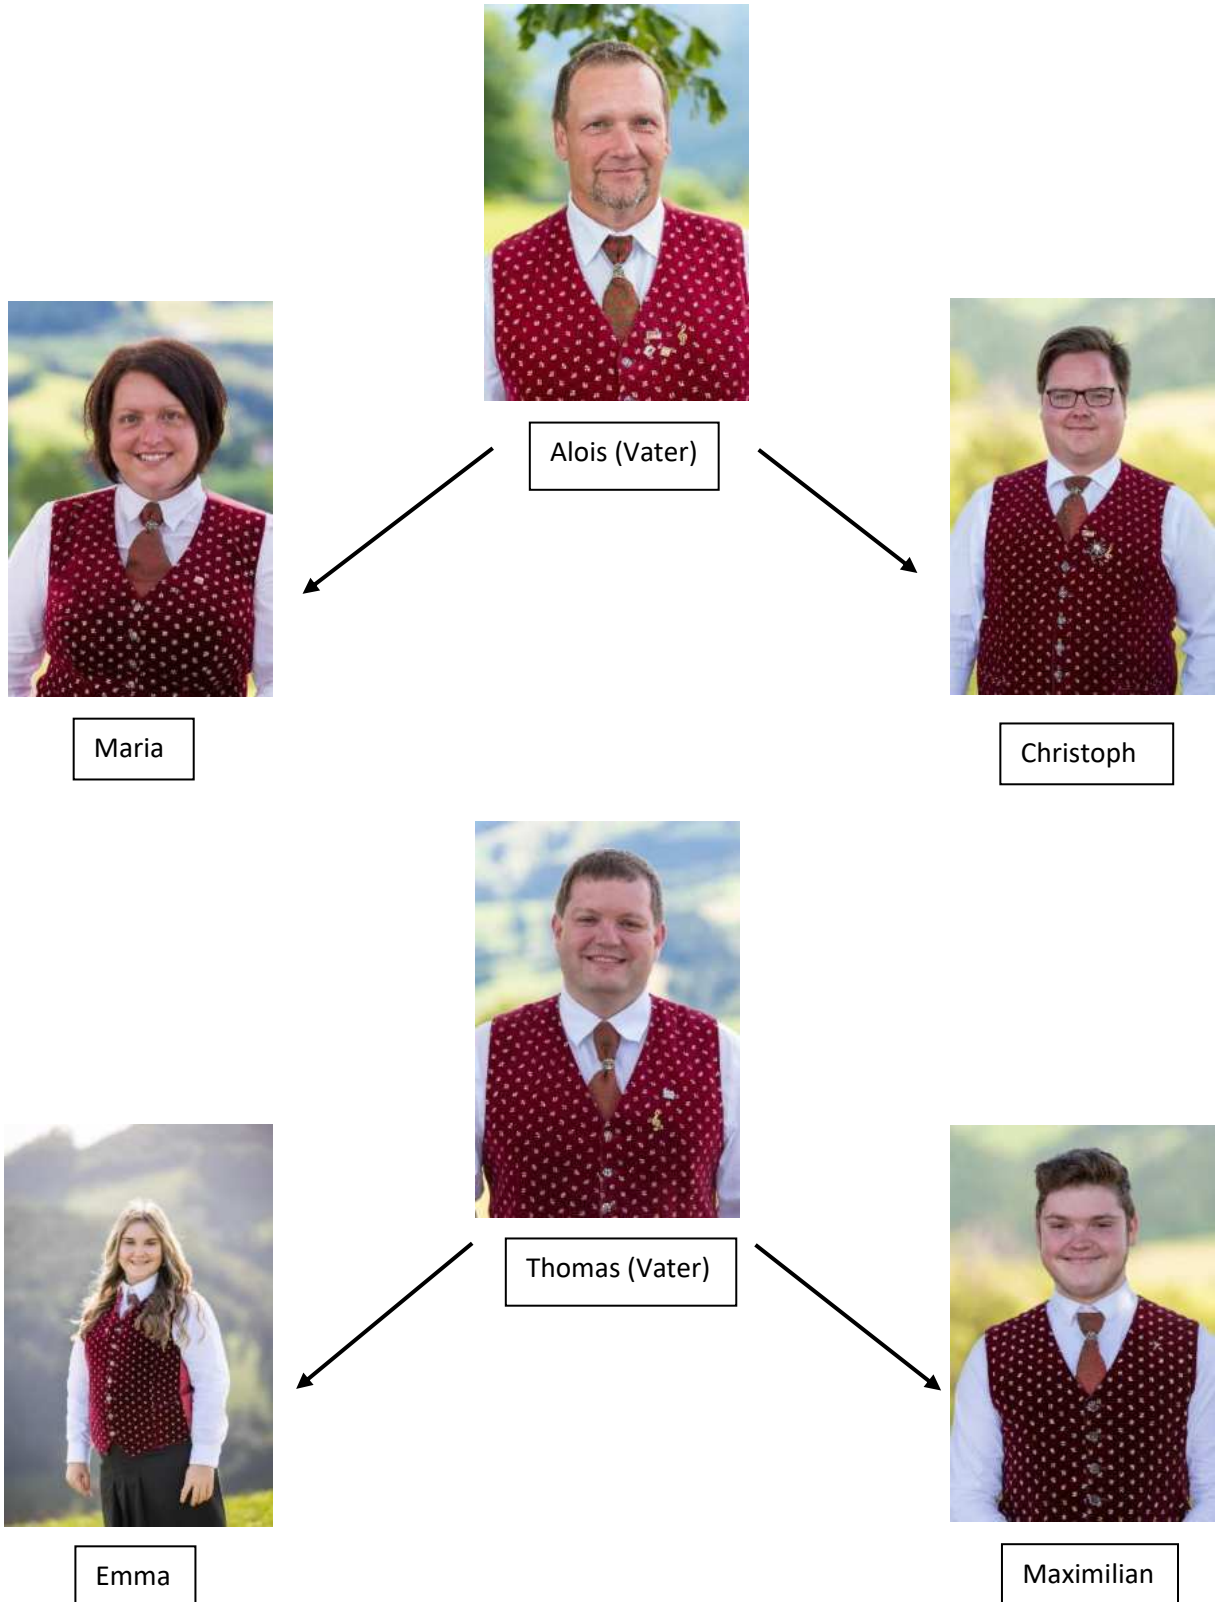 Alois (Vater)
Maria
Christoph
Thomas (Vater)
Emma
Maximilian